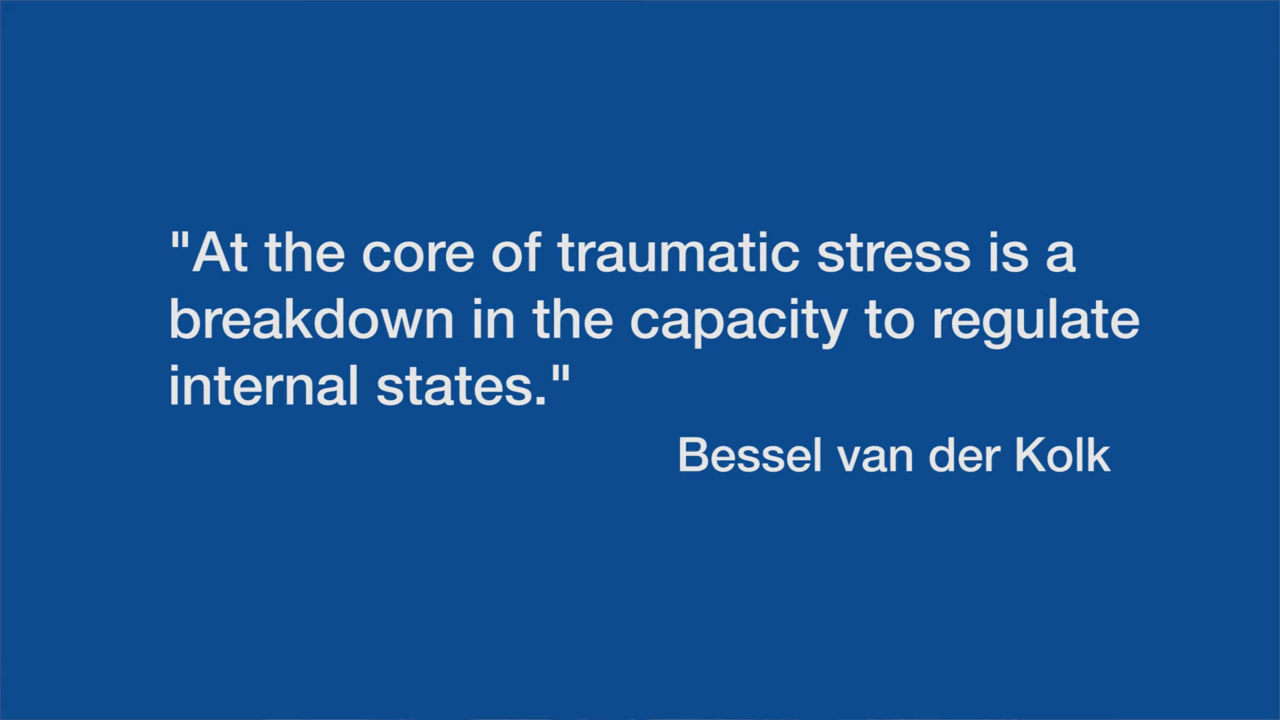 "At the core of traumatic stress is a
breakdown in the capacity to regulate
internal states."
Bessel van der Kolk